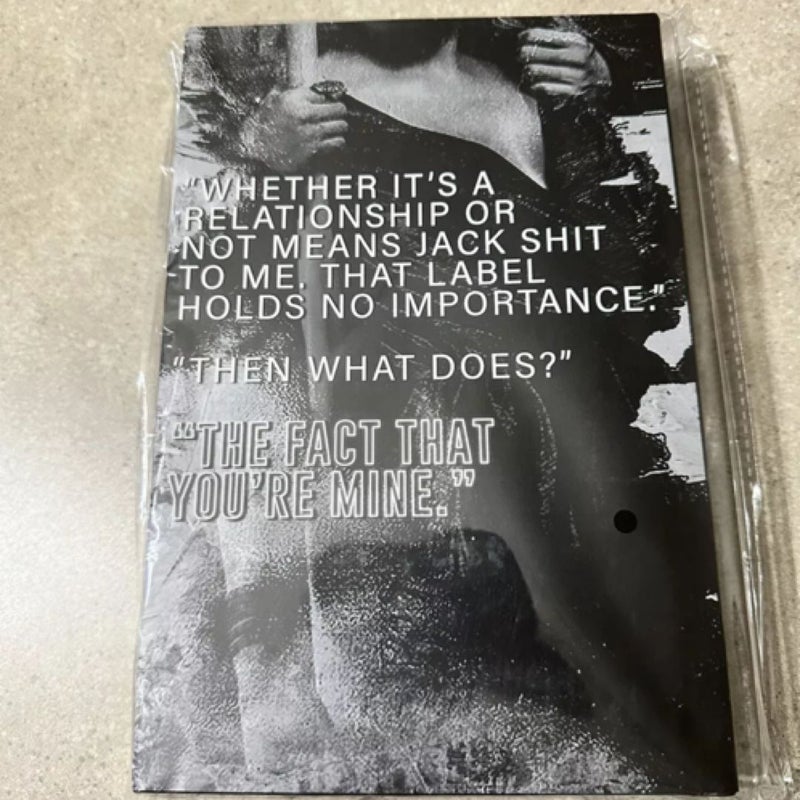 "WHETHER IT'S A
RELATIONSHIP OR
NOT MEANS JACK SHIT
TO ME. THAT LABEL
HOLDS NO IMPORTANCE."
"THEN WHAT DOES?"
"THE FACT THAT
YOU'RE MINE."